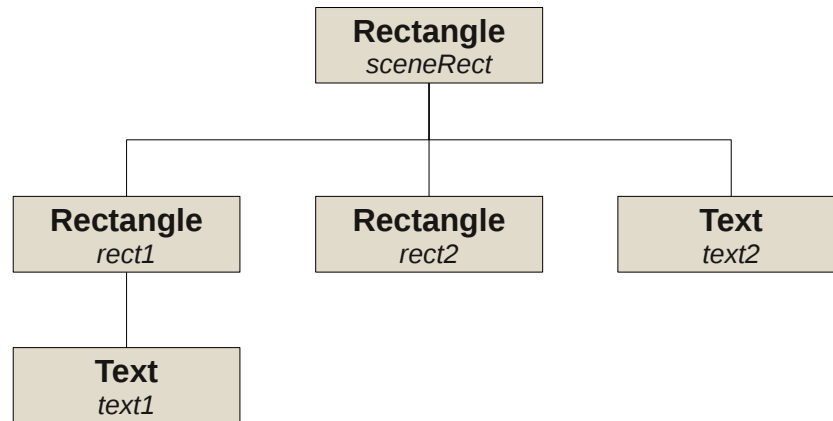 Rectangle
sceneRect
Rectangle
rect1
Rectangle
rect2
Text
text2
Text
text1